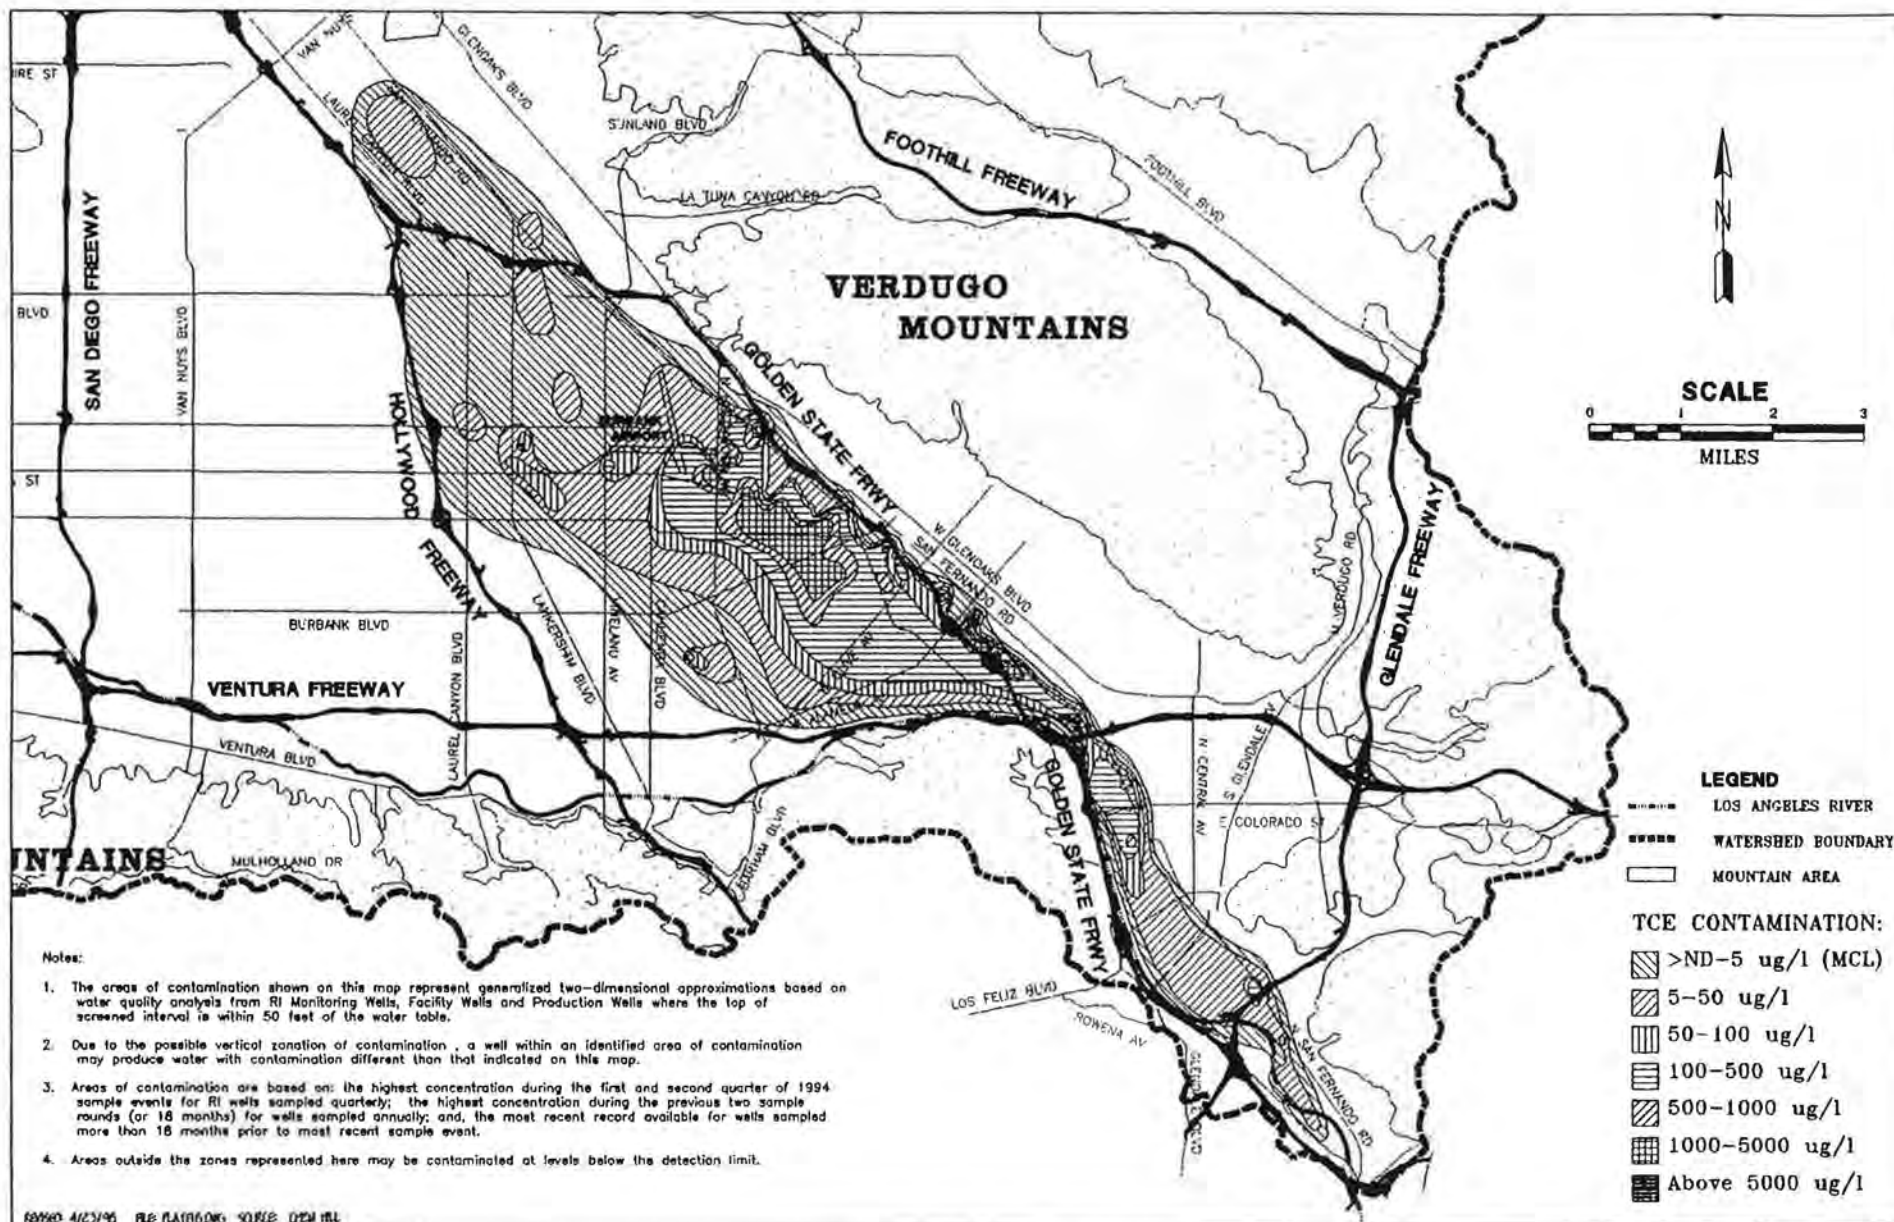 VAN NUYS
GLENOAKS BLVD
SUNLAND BLVD
LAUREL CANYON BLVD
LA TUNA CANYON RD
FOOTHILL FREEWAY
FOOTHILL BLVD
N
SAN DIEGO FREEWAY
BLVD
VAN NUYS BLVD
VERDUGO
MOUNTAINS
GOLDEN STATE FRWY
HOLLYWOOD
FREEWAY
BURBANK
AIRPORT
SCALE
0 1 2 3
MILES
ST
W GLENOAKS BLVD
SAN FERNANDO RD
N VERDUGO RD
GLENDALE FREEWAY
BURBANK BLVD
LANKERSHIM BLVD
VENTURA FREEWAY
LAUREL CANYON BLVD
VENTURA BLVD
N CENTRAL AV
S GLENDALE AV
E COLORADO ST
GOLDEN STATE FRWY
BARHAM BLVD
UNTAINS
MULHOLLAND DR
LOS FELIZ BLVD
ROWENA AV
SAN FERNANDO RD
LEGEND
LOS ANGELES RIVER
WATERSHED BOUNDARY
MOUNTAIN AREA
TCE CONTAMINATION:
>ND-5 ug/l (MCL)
5-50 ug/l
50-100 ug/l
100-500 ug/l
500-1000 ug/l
1000-5000 ug/l
Above 5000 ug/l
Notes:
1. The areas of contamination shown on this map represent generalized two-dimensional approximations based on
water quality analysis from RI Monitoring Wells, Facility Wells and Production Wells where the top of
screened interval is within 50 feet of the water table.
2. Due to the possible vertical zonation of contamination , a well within an identified area of contamination
may produce water with contamination different than that indicated on this map.
3. Areas of contamination are based on: the highest concentration during the first and second quarter of 1994
sample events for RI wells sampled quarterly; the highest concentration during the previous two sample
rounds (or 18 months) for wells sampled annually; and, the most recent record available for wells sampled
more than 18 months prior to most recent sample event.
4. Areas outside the zones represented here may be contaminated at levels below the detection limit.